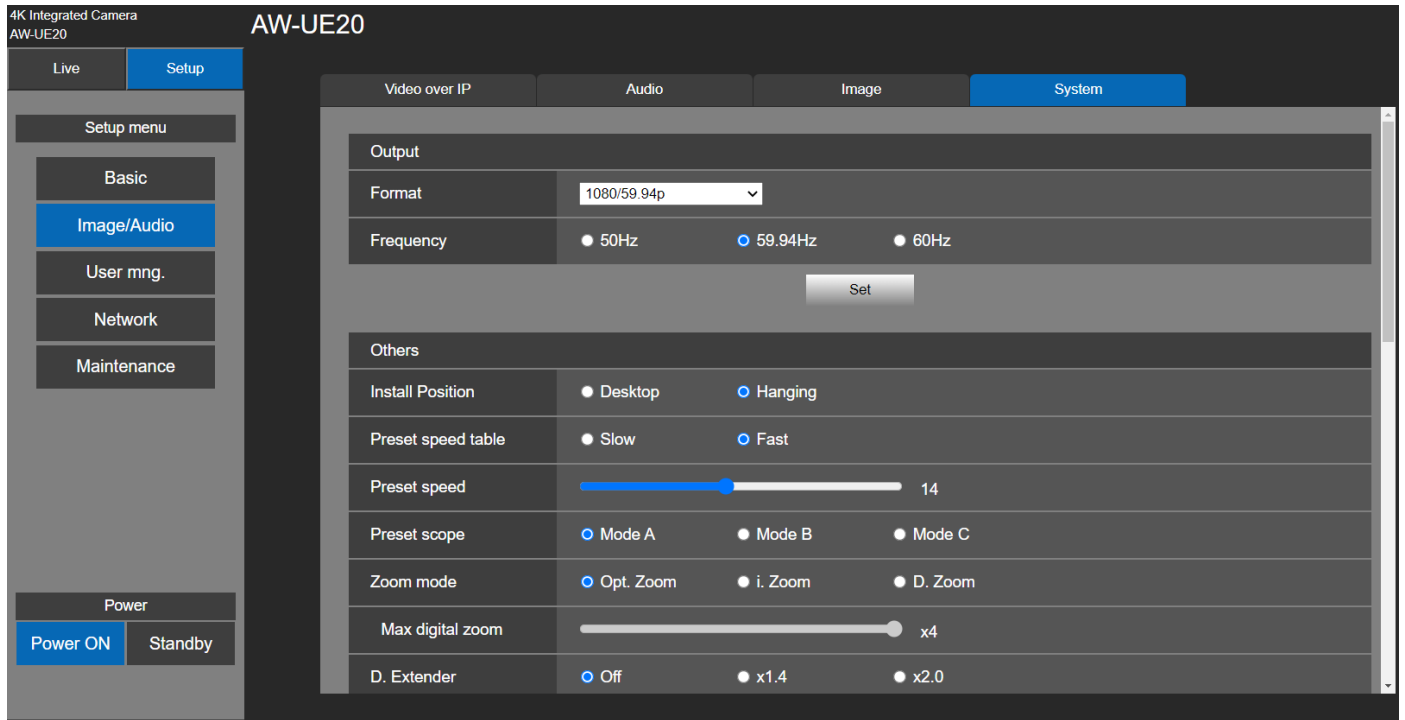 4K Integrated Camera
AW-UE20
AW-UE20
Live Setup
Setup menu
Basic
Image/Audio
User mng.
Network
Maintenance
Power
Power ON Standby
Video over IP Audio Image System
Output
Format 1080/59.94p
Frequency 50Hz 59.94Hz 60Hz
Set
Others
Install Position Desktop Hanging
Preset speed table Slow Fast
Preset speed 14
Preset scope Mode A Mode B Mode C
Zoom mode Opt. Zoom i. Zoom D. Zoom
Max digital zoom x4
D. Extender Off x1.4 x2.0